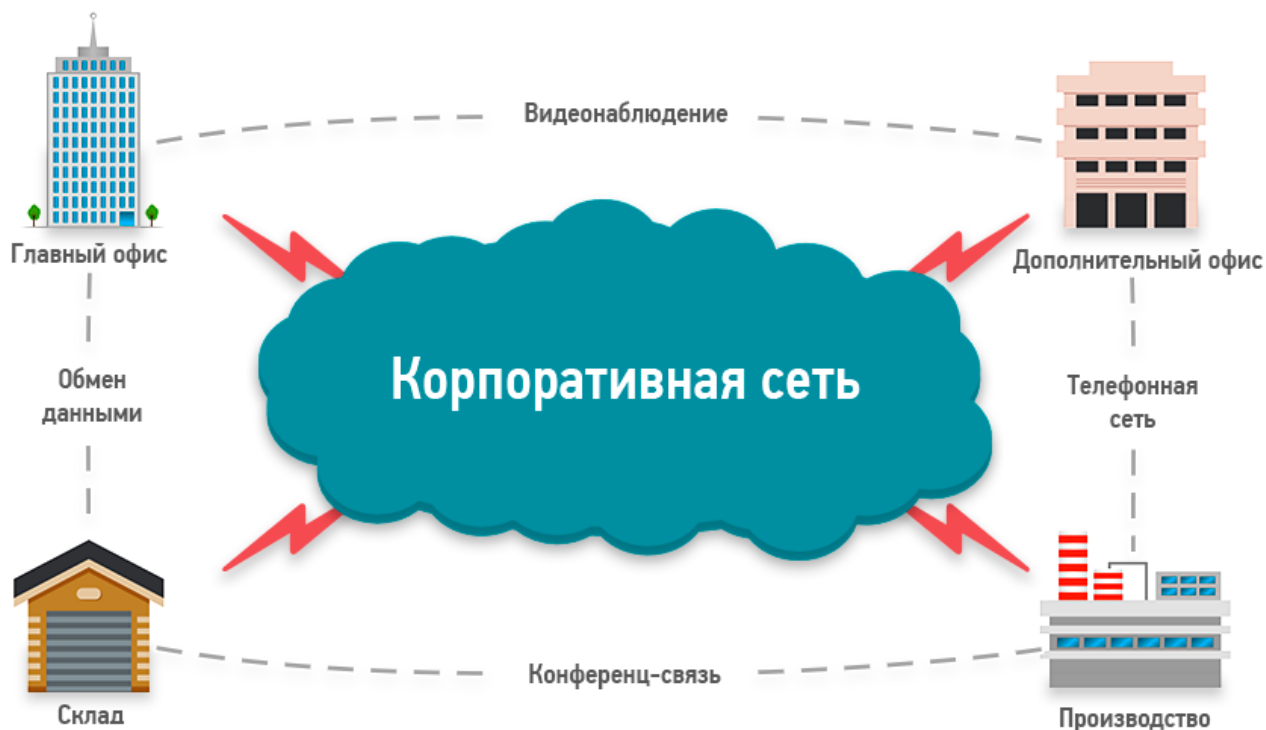 Видеонаблюдение
Главный офис
Дополнительный офис
Корпоративная сеть
Обмен
данными
Телефонная
сеть
Конференц-связь
Склад
Производство